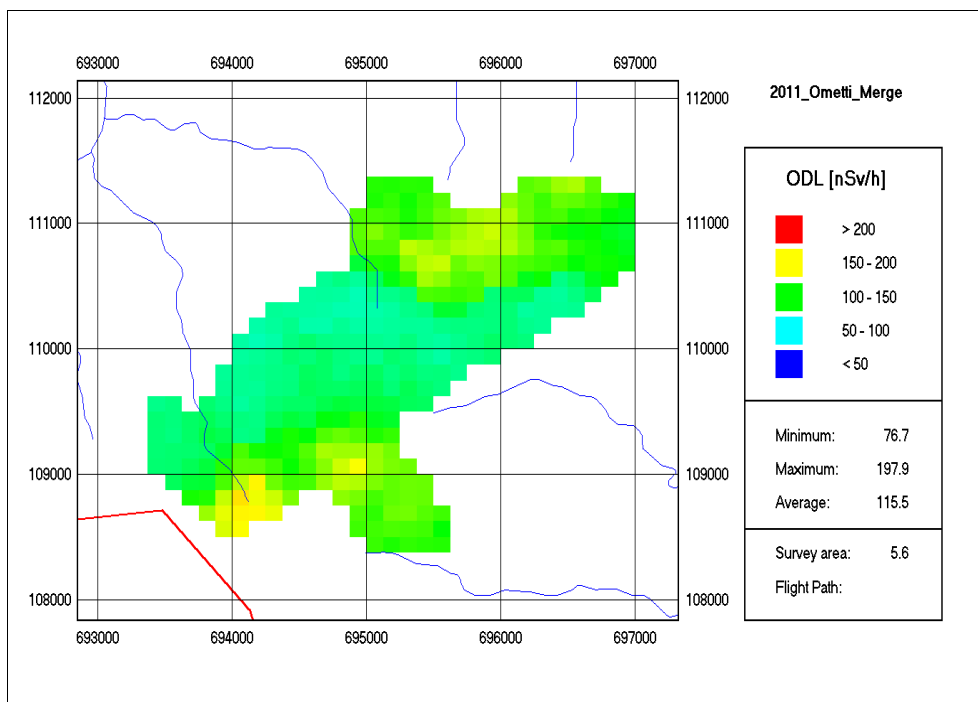 693000 694000 695000 696000 697000
112000 112000
111000 111000
110000 110000
109000 109000
108000 108000
693000 694000 695000 696000 697000
2011_Ometti_Merge
ODL [nSv/h]
> 200
150 - 200
100 - 150
50 - 100
< 50
Minimum: 76.7
Maximum: 197.9
Average: 115.5
Survey area: 5.6
Flight Path: